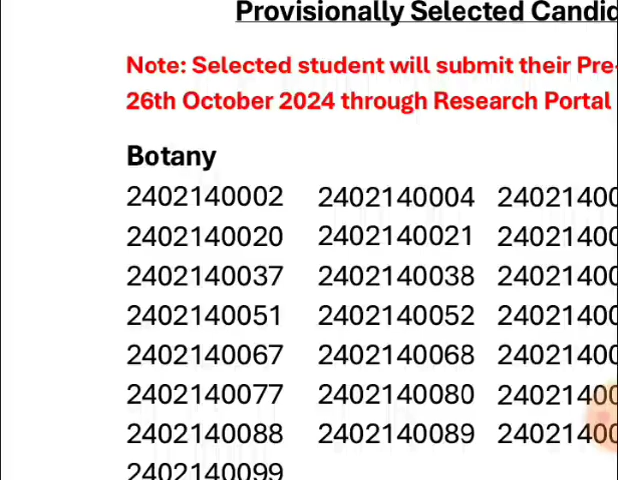 Provisionally Selected
Note: Selected student will submit their Pre-
26th October 2024 through Research Portal
Botany
2402140002 2402140004
2402140020 2402140021
2402140037 2402140038
2402140051 2402140052
2402140067 2402140068
2402140077 2402140080
2402140088 2402140089
2402140099